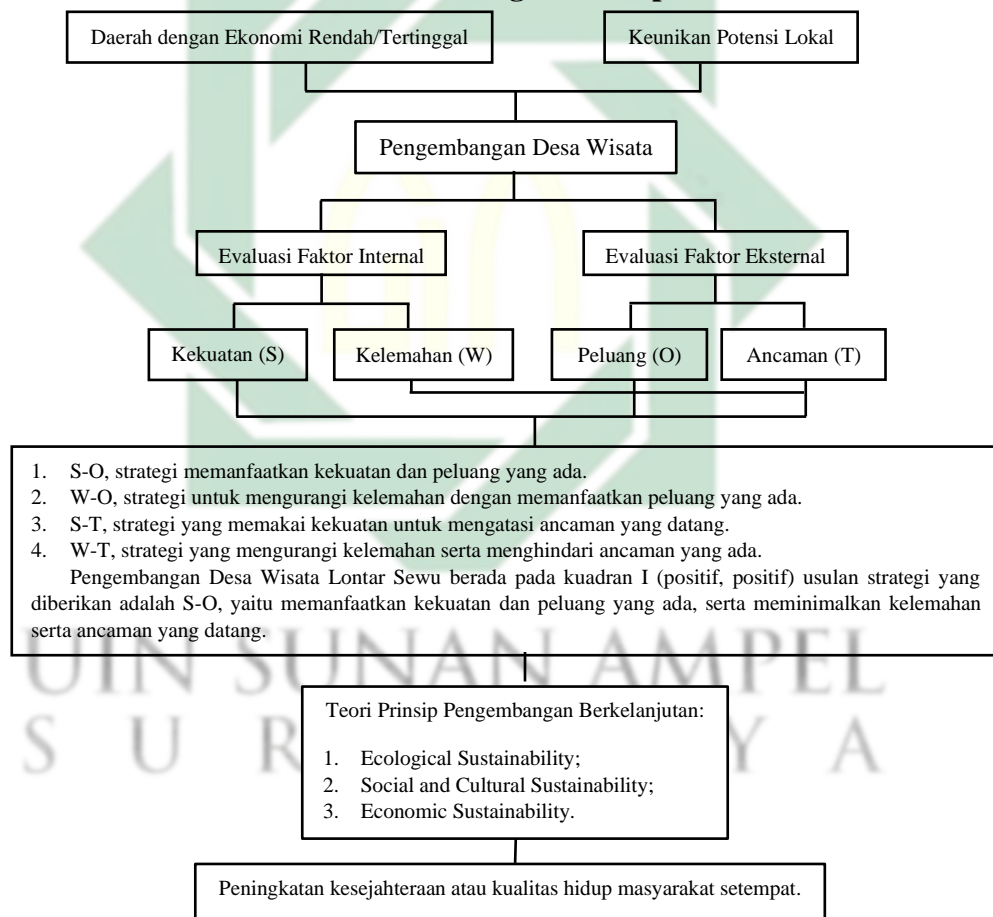 Daerah dengan Ekonomi Rendah/Tertinggal
Keunikan Potensi Lokal
Pengembangan Desa Wisata
Evaluasi Faktor Internal
Evaluasi Faktor Eksternal
Kekuatan (S)
Kelemahan (W)
Peluang (O)
Ancaman (T)
1. S-O, strategi memanfaatkan kekuatan dan peluang yang ada.
2. W-O, strategi untuk mengurangi kelemahan dengan memanfaatkan peluang yang ada.
3. S-T, strategi yang memakai kekuatan untuk mengatasi ancaman yang datang.
4. W-T, strategi yang mengurangi kelemahan serta menghindari ancaman yang ada.
Pengembangan Desa Wisata Lontar Sewu berada pada kuadran I (positif, positif) usulan strategi yang
diberikan adalah S-O, yaitu memanfaatkan kekuatan dan peluang yang ada, serta meminimalkan kelemahan
serta ancaman yang datang.
UIN SUNAN AMPEL
S U R Y A
Teori Prinsip Pengembangan Berkelanjutan:
1. Ecological Sustainability;
2. Social and Cultural Sustainability;
3. Economic Sustainability.
Peningkatan kesejahteraan atau kualitas hidup masyarakat setempat.